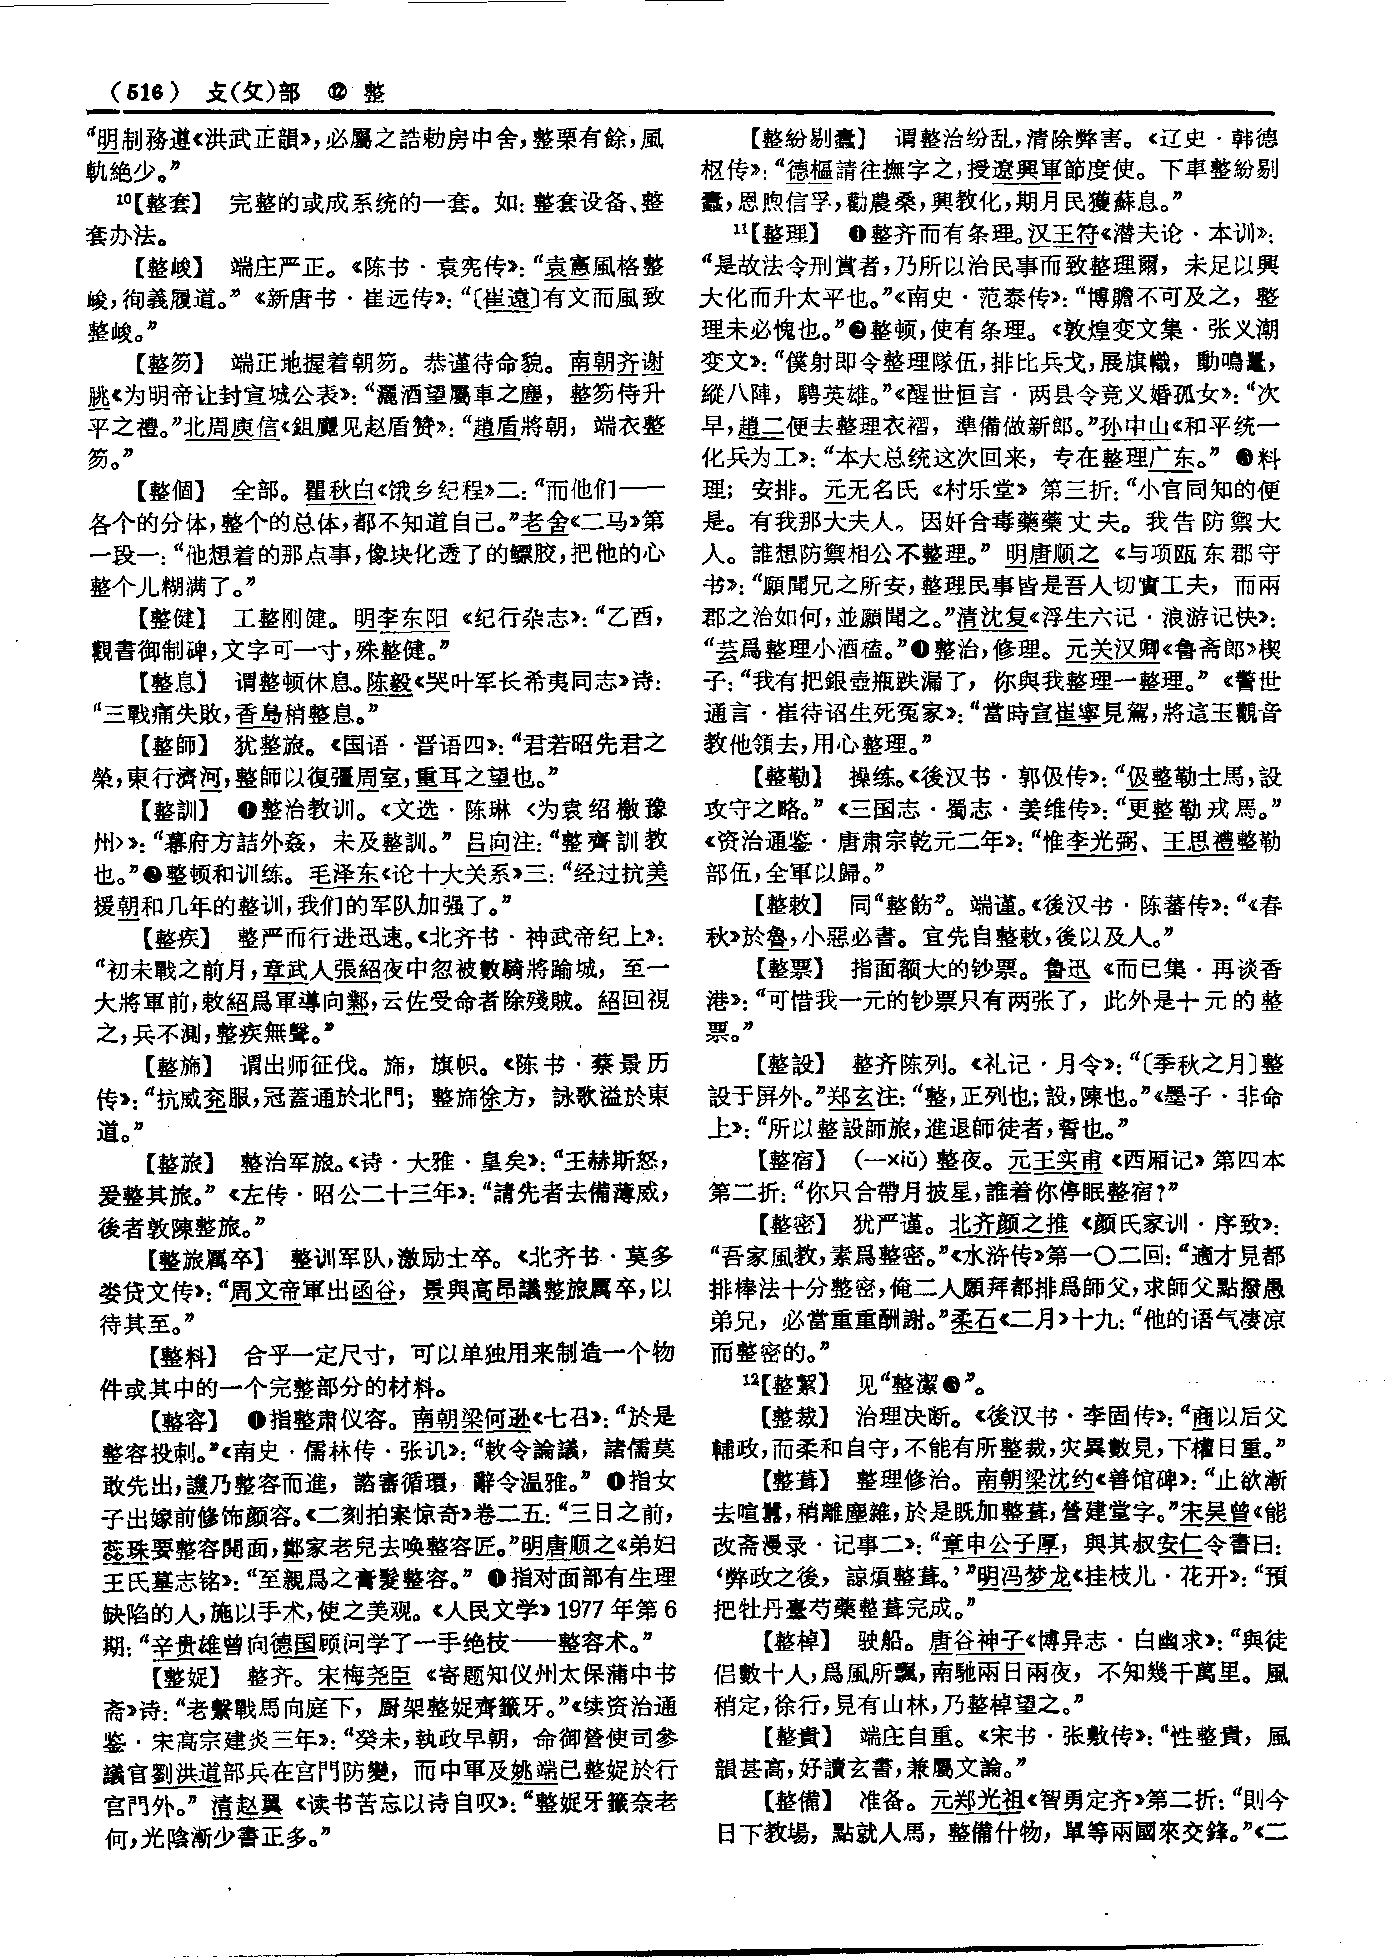 （516） 攴(攵)部 ⑫ 整
“明制務遵《洪武正韻》，必屬之誥勅房中舍，整栗有餘，風
軌絶少。”
10【整套】 完整的或成系统的一套。如：整套设备、整
套办法。
【整峻】 端庄严正。《陈书·袁宪传》：“袁憲風格整
峻，徇義履道。”《新唐书·崔远传》：“〔崔遠〕有文而風致
整峻。”
【整笏】 端正地握着朝笏。恭谨待命貌。南朝齐谢
朓《为明帝让封宣城公表》：“灑酒望屬車之塵，整笏侍升
平之禮。”北周庾信《鉏麑见赵盾赞》：“趙盾將朝，端衣整
笏。”
【整個】 全部。瞿秋白《饿乡纪程》二：“而他们——
各个的分体，整个的总体，都不知道自己。”老舍《二马》第
一段一：“他想着的那点事，像块化透了的鳔胶，把他的心
整个儿糊满了。”
【整健】 工整刚健。明李东阳《纪行杂志》：“乙酉，
觀書御制碑，文字可一寸，殊整健。”
【整息】 谓整顿休息。陈毅《哭叶军长希夷同志》诗：
“三戰痛失敗，香島稍整息。”
【整師】 犹整旅。《国语·晋语四》：“君若昭先君之
榮，東行濟河，整師以復彊周室，重耳之望也。”
【整訓】 ❶整治教训。《文选·陈琳〈为袁绍檄豫
州〉》：“幕府方詰外姦，未及整訓。”吕向注：“整齊訓教
也。”❷整顿和训练。毛泽东《论十大关系》三：“经过抗美
援朝和几年的整训，我们的军队加强了。”
【整疾】 整严而行进迅速。《北齐书·神武帝纪上》：
“初未戰之前月，章武人張紹夜中忽被數騎將踰城，至一
大將軍前，敕紹爲軍導向鄴，云佐受命者除殘賊。紹回視
之，兵不測，整疾無聲。”
【整斾】 谓出师征伐。斾，旗帜。《陈书·蔡景历
传》：“抗威兖服，冠蓋通於北門；整斾徐方，詠歌溢於東
道。”
【整旅】 整治军旅。《诗·大雅·皇矣》：“王赫斯怒，
爰整其旅。”《左传·昭公二十三年》：“請先者去備薄威，
後者敦陳整旅。”
【整旅厲卒】 整训军队，激励士卒。《北齐书·莫多
娄贷文传》：“周文帝軍出函谷，景與高昂議整旅厲卒，以
待其至。”
【整料】 合乎一定尺寸，可以单独用来制造一个物
件或其中的一个完整部分的材料。
【整容】 ❶指整肃仪容。南朝梁何逊《七召》：“於是
整容投刺。”《南史·儒林传·张讥》：“敕令論議，諸儒莫
敢先出，譏乃整容而進，諮審循環，辭令温雅。”❶指女
子出嫁前修饰颜容。《二刻拍案惊奇》卷二五：“三日之前，
蕊珠要整容開面，鄭家老兒去唤整容匠。”明唐顺之《弟妇
王氏墓志铭》：“至親爲之膏髮整容。”❶指对面部有生理
缺陷的人，施以手术，使之美观。《人民文学》1977年第6
期：“辛贵雄曾向德国顾问学了一手绝技——整容术。”
【整娖】 整齐。宋梅尧臣《寄题知仪州太保蒲中书
斋》诗：“老繫戰馬向庭下，厨架整娖齊籤牙。”《续资治通
鉴·宋高宗建炎三年》：“癸未，執政早朝，命御營使司參
議官劉洪道部兵在宮門防變，而中軍及姚端已整娖於行
宫門外。”清赵翼《读书苦忘以诗自叹》：“整娖牙籤奈老
何，光陰漸少書正多。”
【整紛剔蠹】 谓整治纷乱，清除弊害。《辽史·韩德
枢传》：“德樞請往撫字之，授遼興軍節度使。下車整紛剔
蠹，恩煦信孚，勸農桑，興教化，期月民獲蘇息。”
11【整理】 ❶整齐而有条理。汉王符《潜夫论·本训》：
“是故法令刑賞者，乃所以治民事而致整理爾，未足以興
大化而升太平也。”《南史·范泰传》：“博贍不可及之，整
理未必愧也。”❷整顿，使有条理。《敦煌变文集·张义潮
变文》：“僕射即令整理隊伍，排比兵戈，展旗幟，動鳴鼉，
縱八陣，騁英雄。”《醒世恒言·两县令竞义婚孤女》：“次
早，趙二便去整理衣褶，準備做新郎。”孙中山《和平统一
化兵为工》：“本大总统这次回来，专在整理广东。”❸料
理；安排。元无名氏《村乐堂》第三折：“小官同知的便
是。有我那大夫人。因奸合毒藥藥丈夫。我告防禦大
人。誰想防禦相公不整理。”明唐顺之《与项瓯东郡守
书》：“願聞兄之所安，整理民事皆是吾人切實工夫，而兩
郡之治如何，並願聞之。”清沈复《浮生六记·浪游记快》：
“芸爲整理小酒榼。”❶整治，修理。元关汉卿《鲁斋郎》楔
子：“我有把銀壺瓶跌漏了，你與我整理一整理。”《警世
通言·崔待诏生死冤家》：“當時宣崔寧見駕，將這玉觀音
教他領去，用心整理。”
【整勒】 操练。《後汉书·郭伋传》：“伋整勒士馬，設
攻守之略。”《三国志·蜀志·姜维传》：“更整勒戎馬。”
《资治通鉴·唐肃宗乾元二年》：“惟李光弼、王思禮整勒
部伍，全軍以歸。”
【整敕】 同“整飭”。端谨。《後汉书·陈蕃传》：“《春
秋》於魯，小惡必書。宜先自整敕，後以及人。”
【整票】 指面额大的钞票。鲁迅《而已集·再谈香
港》：“可惜我一元的钞票只有两张了，此外是十元的整
票。”
【整設】 整齐陈列。《礼记·月令》：“〔季秋之月〕整
設于屏外。”郑玄注：“整，正列也；設，陳也。”《墨子·非命
上》：“所以整設師旅，進退師徒者，誓也。”
【整宿】 (—xiǔ) 整夜。元王实甫《西厢记》第四本
第二折：“你只合帶月披星，誰着你停眠整宿？”
【整密】 犹严谨。北齐颜之推《颜氏家训·序致》：
“吾家風教，素爲整密。”《水浒传》第一〇二回：“適才見都
排棒法十分整密，俺二人願拜都排爲師父，求師父點撥愚
弟兄，必當重重酬謝。”柔石《二月》十九：“他的语气凄凉
而整密的。”
12【整絜】 见“整潔❸”。
【整裁】 治理决断。《後汉书·李固传》：“商以后父
輔政，而柔和自守，不能有所整裁，灾異數見，下權日重。”
【整葺】 整理修治。南朝梁沈约《善馆碑》：“止欲漸
去喧囂，稍離塵雜，於是既加整葺，營建堂宇。”宋吴曾《能
改斋漫录·记事二》：“章申公子厚，與其叔安仁令書曰：
‘弊政之後，諒須整葺。’”明冯梦龙《挂枝儿·花开》：“預
把牡丹臺芍藥整葺完成。”
【整棹】 驶船。唐谷神子《博异志·白幽求》：“與徒
侣數十人，爲風所飄，南馳兩日兩夜，不知幾千萬里。風
稍定，徐行，見有山林，乃整棹望之。”
【整貴】 端庄自重。《宋书·张敷传》：“性整貴，風
韻甚高，好讀玄書，兼屬文論。”
【整備】 准备。元郑光祖《智勇定齐》第二折：“則今
日下教場，點就人馬，整備什物，單等兩國來交鋒。”《二